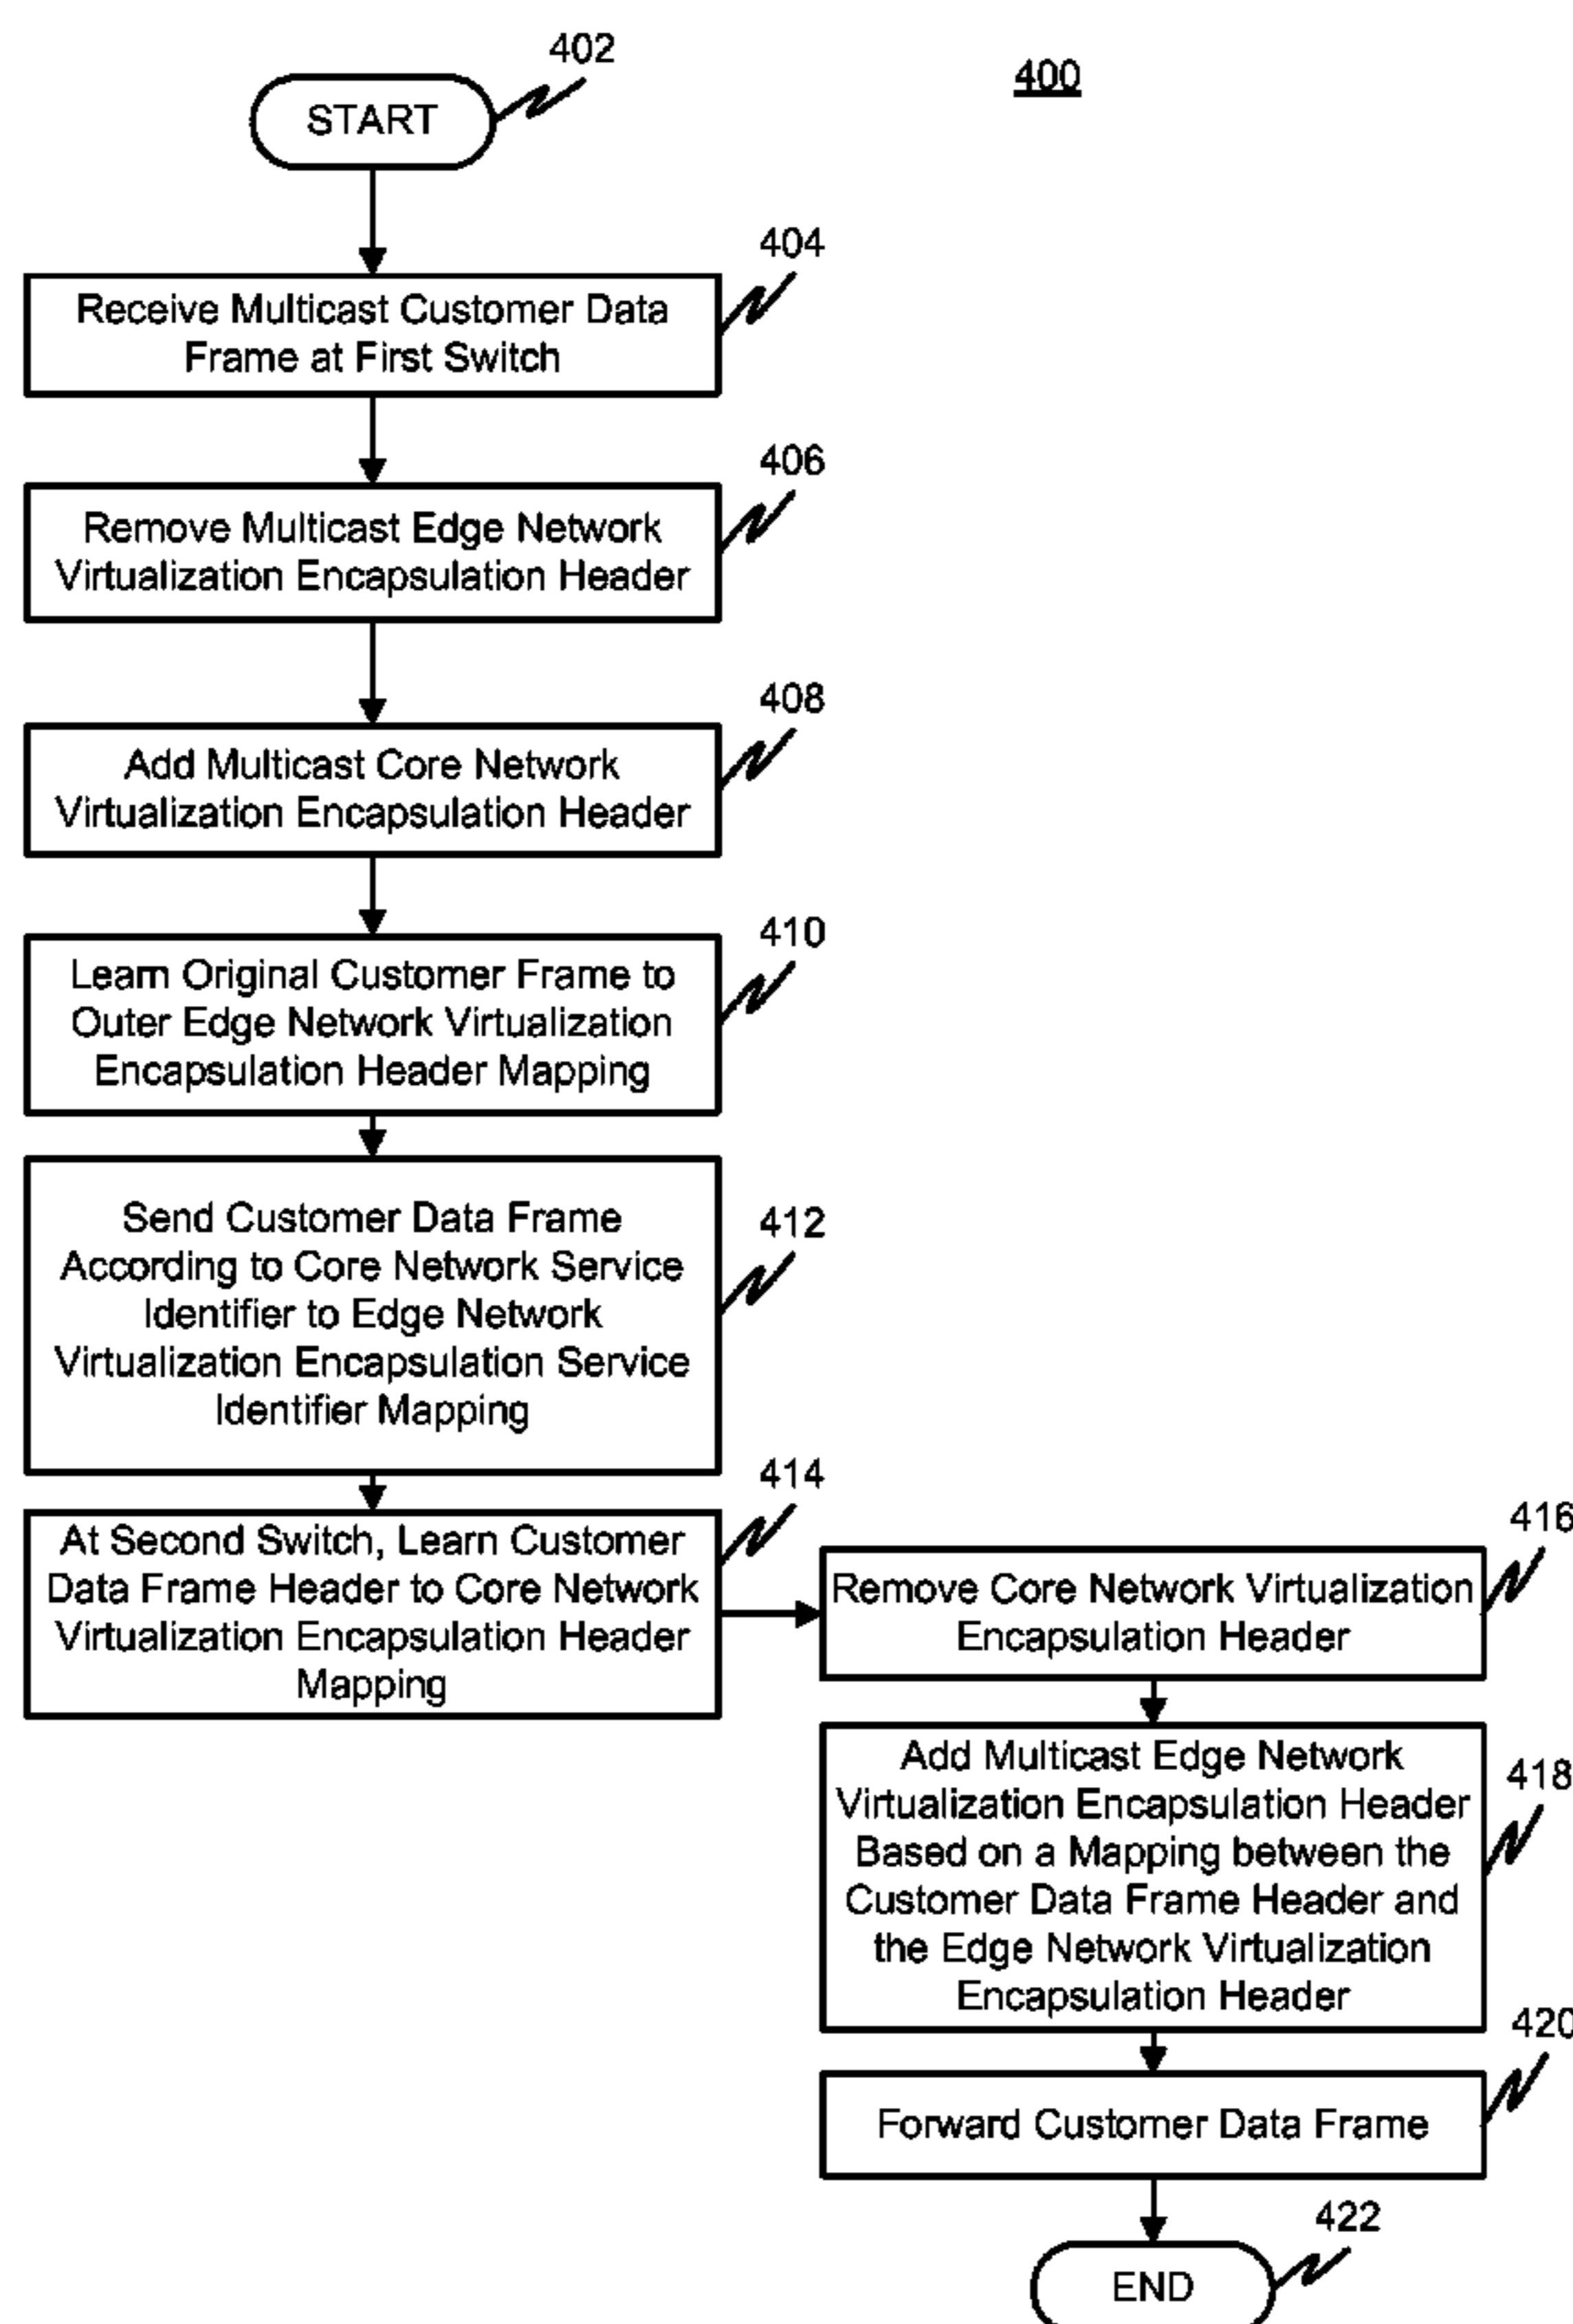 402
400
START
404
Receive Multicast Customer Data
Frame at First Switch
406
Remove Multicast Edge Network
Virtualization Encapsulation Header
408
Add Multicast Core Network
Virtualization Encapsulation Header
410
Learn Original Customer Frame to
Outer Edge Network Virtualization
Encapsulation Header Mapping
412
Send Customer Data Frame
According to Core Network Service
Identifier to Edge Network
Virtualization Encapsulation Service
Identifier Mapping
414
At Second Switch, Learn Customer
Data Frame Header to Core Network
Virtualization Encapsulation Header
Mapping
416
Remove Core Network Virtualization
Encapsulation Header
418
Add Multicast Edge Network
Virtualization Encapsulation Header
Based on a Mapping between the
Customer Data Frame Header and
the Edge Network Virtualization
Encapsulation Header
420
Forward Customer Data Frame
422
END